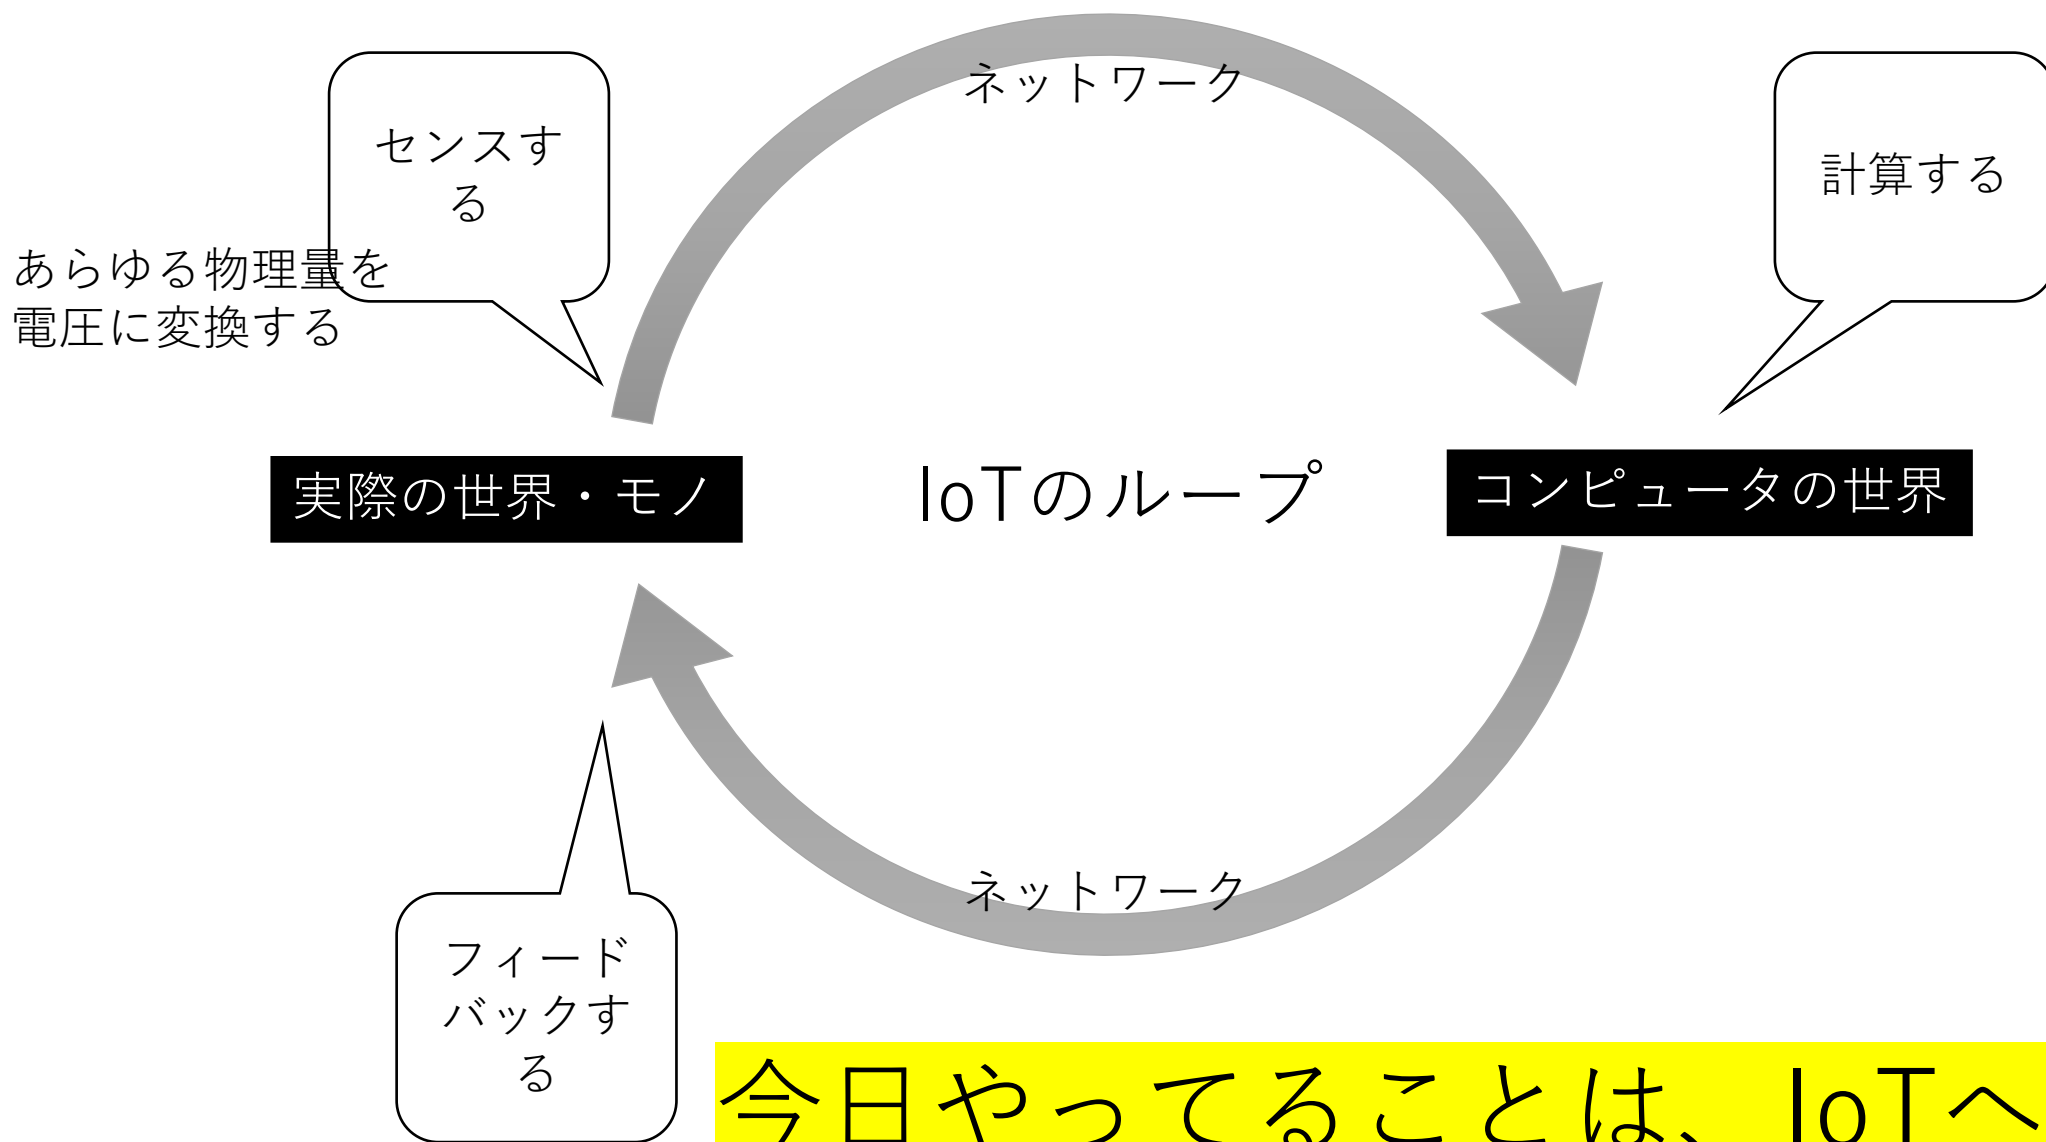 ネットワーク
センスす
る
計算する
あらゆる物理量を
電圧に変換する
実際の世界・モノ
IoTのループ
コンピュータの世界
ネットワーク
フィード
バックす
る
今日やってることは、IoTへ